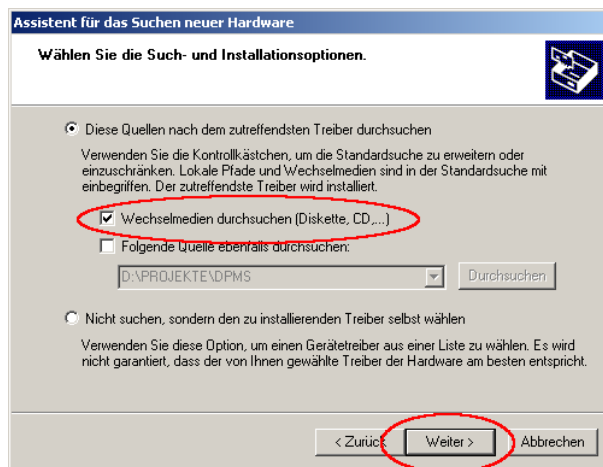 Assistent für das Suchen neuer Hardware
Wählen Sie die Such- und Installationsoptionen.
Diese Quellen nach dem zutreffendsten Treiber durchsuchen
Verwenden Sie die Kontrollkästchen, um die Standardsuche zu erweitern oder
einzuschränken. Lokale Pfade und Wechselmedien sind in der Standardsuche mit
einbegriffen. Der zutreffendste Treiber wird installiert.
Wechselmedien durchsuchen (Diskette, CD,...)
Folgende Quelle ebenfalls durchsuchen:
D:\PROJEKTE\DPMS
Durchsuchen
Nicht suchen, sondern den zu installierenden Treiber selbst wählen
Verwenden Sie diese Option, um einen Gerätetreiber aus einer Liste zu wählen. Es wird
nicht garantiert, dass der von Ihnen gewählte Treiber der Hardware am besten entspricht.
< Zurück
Weiter >
Abbrechen